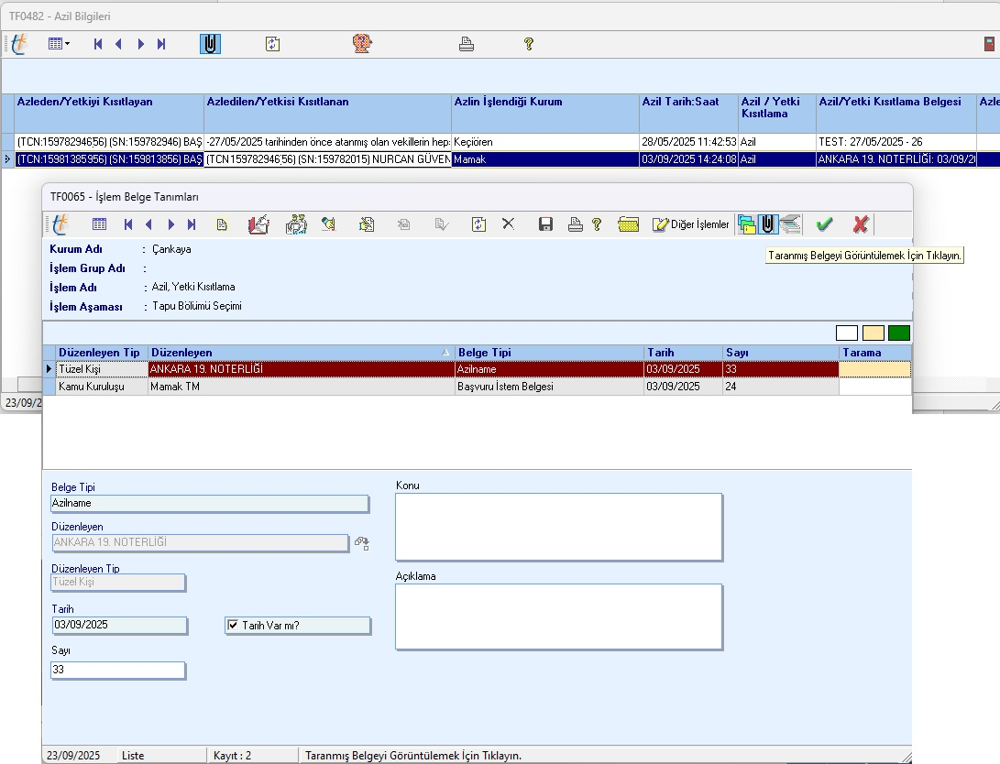 TF0482 - Azil Bilgileri
Azleden/Yetkiyi Kısıtlayan Azledilen/Yetkisi Kısıtlanan Azlin İşlendiği Kurum Azil Tarih:Saat Azil / Yetki Kısıtlama Azil/Yetki Kısıtlama Belgesi Azle
(TCN:15978294656) (SN:159782946) BAŞ -27/05/2025 tarihinden önce atanmış olan vekillerin hep: Keçiören 28/05/2025 11:42:53 Azil TEST: 27/05/2025 - 26
(TCN:15981385956) (SN:159813856) BAŞ (TCN15978294656) (SN:159782015) NURCAN GÜVEN Mamak 03/09/2025 14:24:08 Azil ANKARA 19. NOTERLİĞİ: 03/09/20
TF0065 - İşlem Belge Tanımları
Diğer İşlemler
Kurum Adı : Çankaya
Taranmış Belgeyi Görüntülemek İçin Tıklayın.
İşlem Grup Adı :
İşlem Adı : Azil, Yetki Kısıtlama
İşlem Aşaması : Tapu Bölümü Seçimi
Düzenleyen Tip Düzenleyen Belge Tipi Tarih Sayı Tarama
Tüzel Kişi ANKARA 19. NOTERLİĞİ Azilname 03/09/2025 33
Kamu Kuruluşu Mamak TM Başvuru İstem Belgesi 03/09/2025 24
23/09/2
Belge Tipi
Azilname
Düzenleyen
ANKARA 19. NOTERLİĞİ
Düzenleyen Tip
Tüzel Kişi
Tarih
03/09/2025
Tarih Var mı?
Sayı
33
Konu
Açıklama
23/09/2025 Liste Kayıt : 2 Taranmış Belgeyi Görüntülemek İçin Tıklayın.